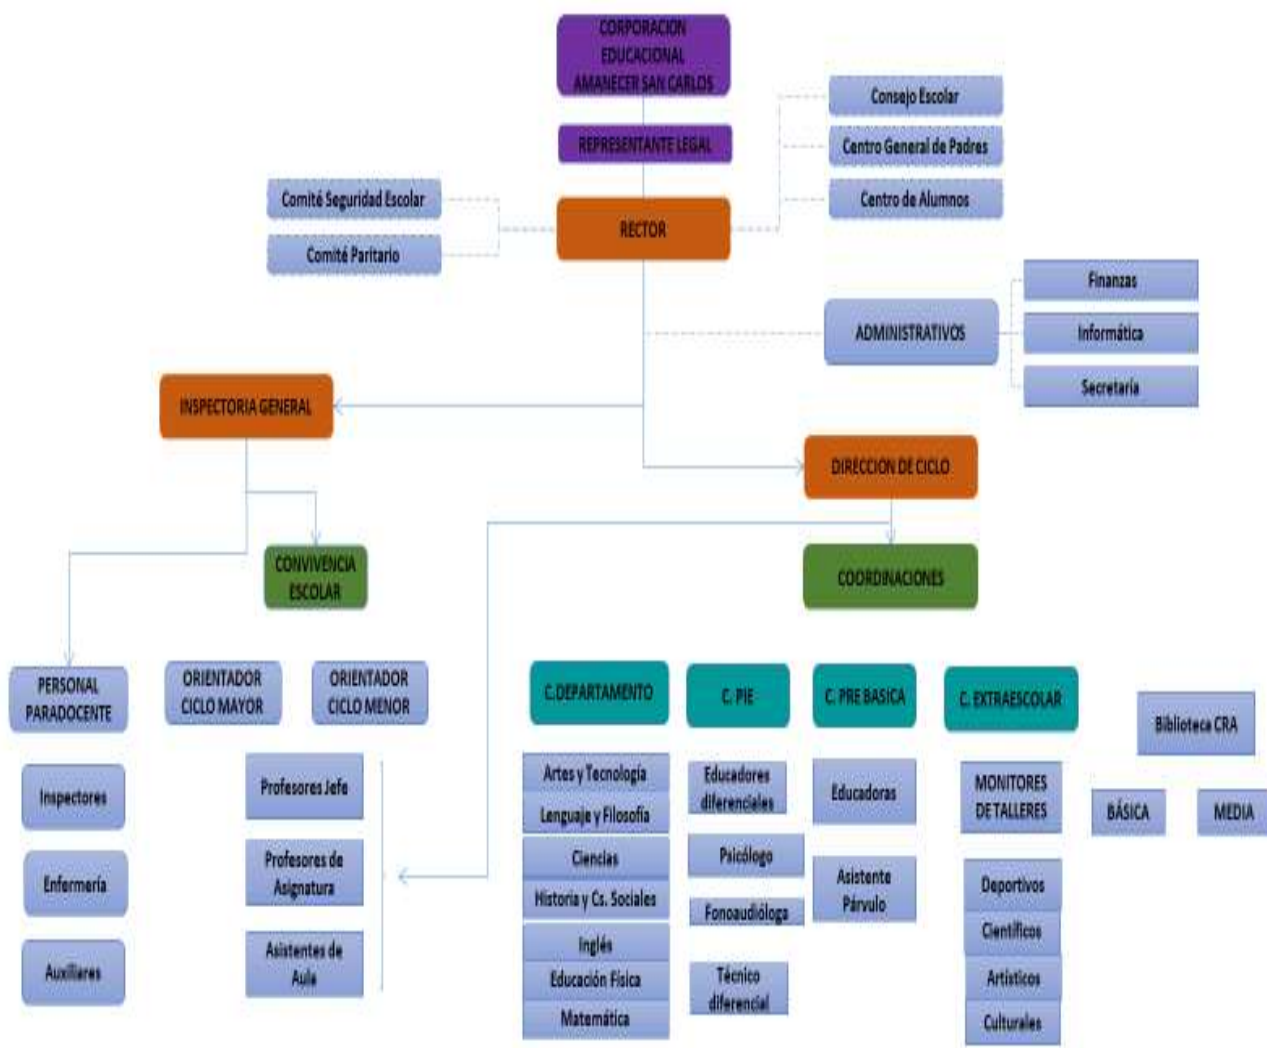 CORPORACION
EDUCACIONAL
AMANECER SAN CARLOS
REPRESENTANTE LEGAL
Consejo Escolar
Centro General de Padres
Centro de Alumnos
Comité Seguridad Escolar
Comité Paritario
RECTOR
Finanzas
ADMINISTRATIVOS
Informática
Secretaría
INSPECTORIA GENERAL
DIRECCION DE CICLO
CONVIVENCIA
ESCOLAR
COORDINACIONES
PERSONAL
PARADOCENTE
ORIENTADOR
CICLO MAYOR
ORIENTADOR
CICLO MENOR
C.DEPARTAMENTO
C. PIE
C. PRE BASICA
C. EXTRAESCOLAR
Biblioteca CRA
Inspectores
Enfermería
Auxiliares
Profesores Jefe
Profesores de
Asignatura
Asistentes de
Aula
Artes y Tecnología
Lenguaje y Filosofía
Ciencias
Historia y Cs. Sociales
Inglés
Educación Física
Matemática
Educadores
diferenciales
Psicólogo
Fonoaudióloga
Técnico
diferencial
Educadoras
Asistente
Párvulo
MONITORES
DE TALLERES
Deportivos
Científicos
Artísticos
Culturales
BÁSICA
MEDIA